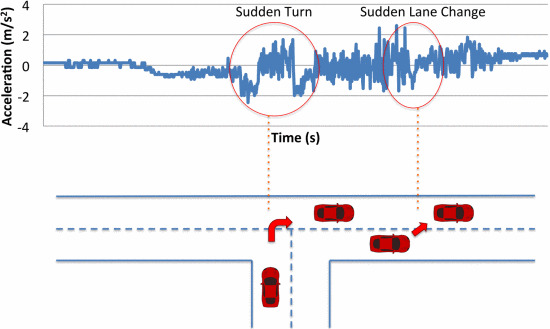 Sudden Turn
Sudden Lane Change
Acceleration (m/s²)
4
2
0
-2
-4
Time (s)